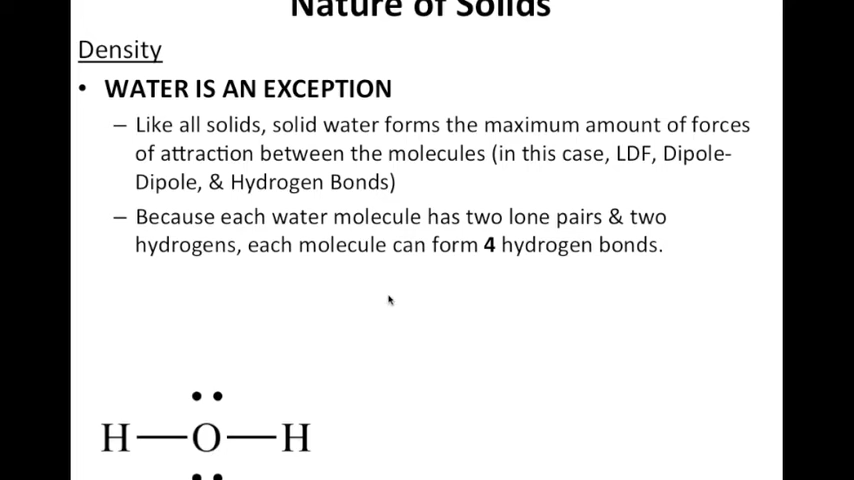 Nature of Solids
Density
• WATER IS AN EXCEPTION
– Like all solids, solid water forms the maximum amount of forces
of attraction between the molecules (in this case, LDF, Dipole-
Dipole, & Hydrogen Bonds)
– Because each water molecule has two lone pairs & two
hydrogens, each molecule can form 4 hydrogen bonds.
H—O—H